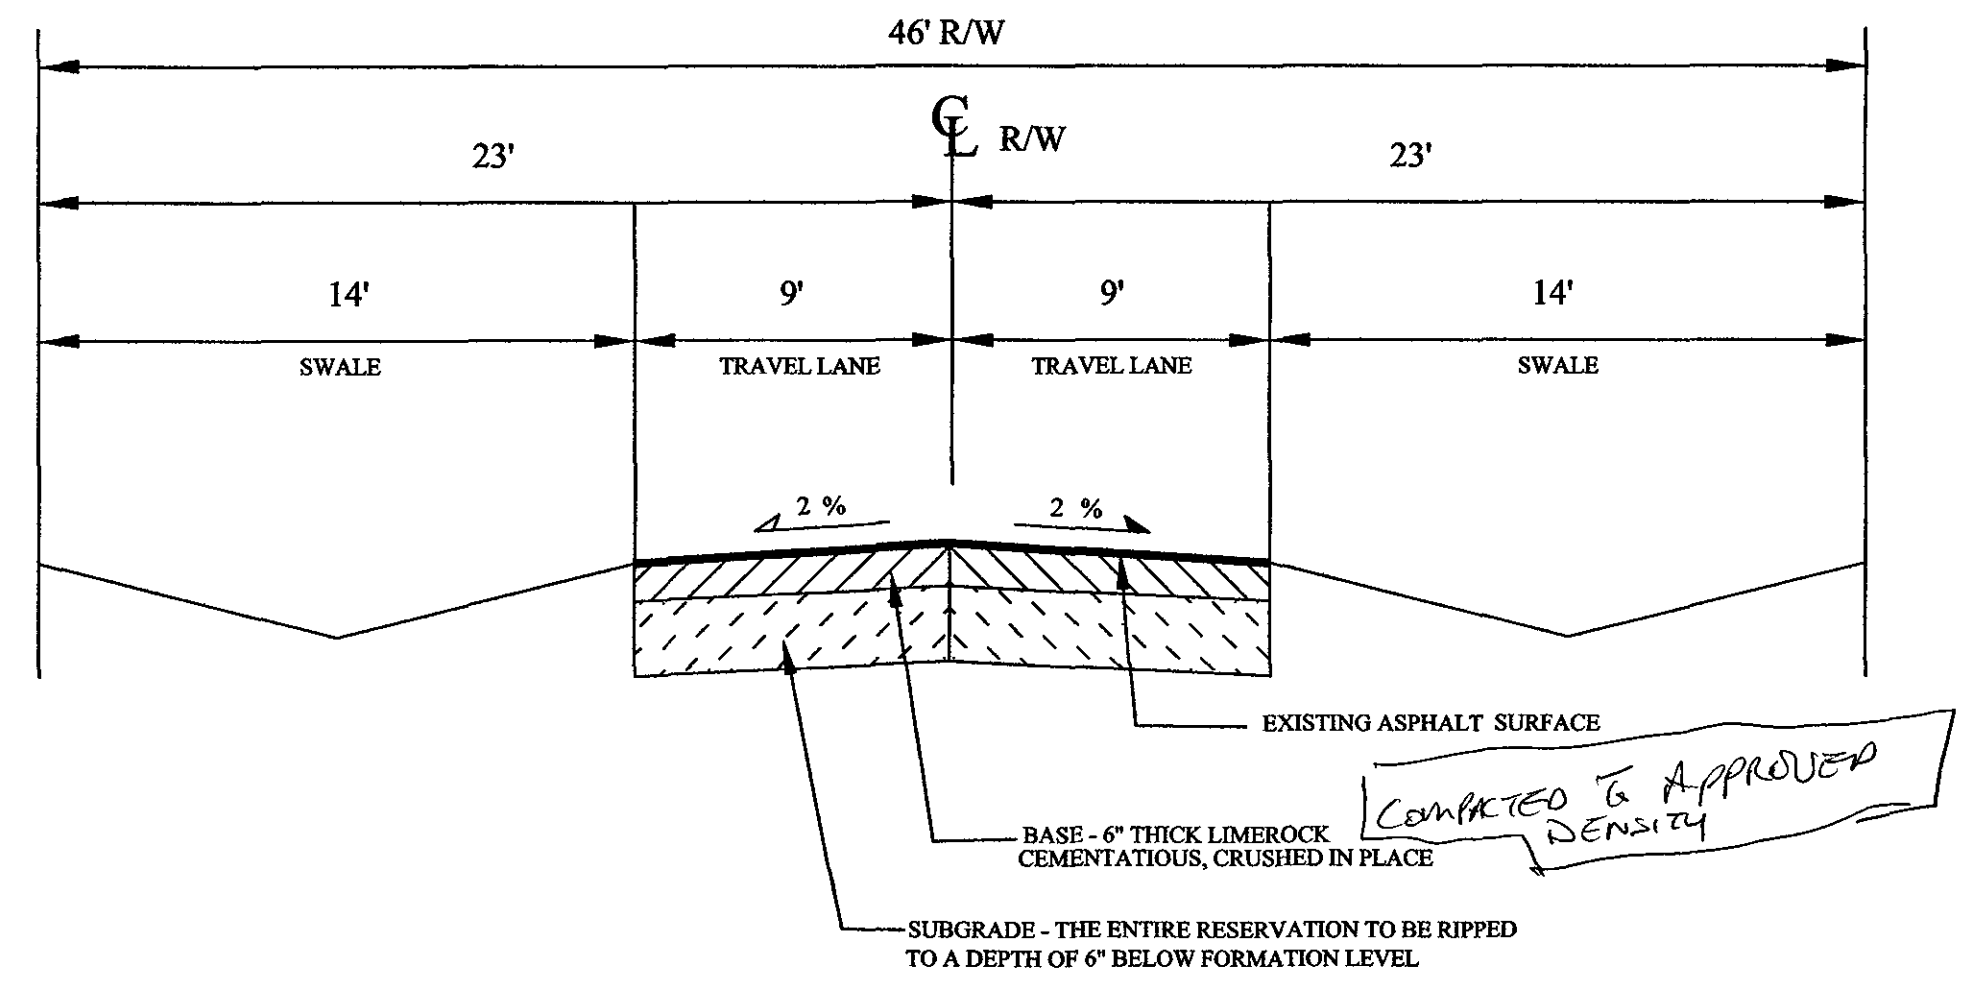 46' R/W
CL R/W
23'
23'
14'
9'
9'
14'
SWALE
TRAVEL LANE
TRAVEL LANE
SWALE
2 %
2 %
EXISTING ASPHALT SURFACE
COMPACTED TO APPROVED
DENSITY
BASE - 6" THICK LIMEROCK
CEMENTATIOUS, CRUSHED IN PLACE
SUBGRADE - THE ENTIRE RESERVATION TO BE RIPPED
TO A DEPTH OF 6" BELOW FORMATION LEVEL